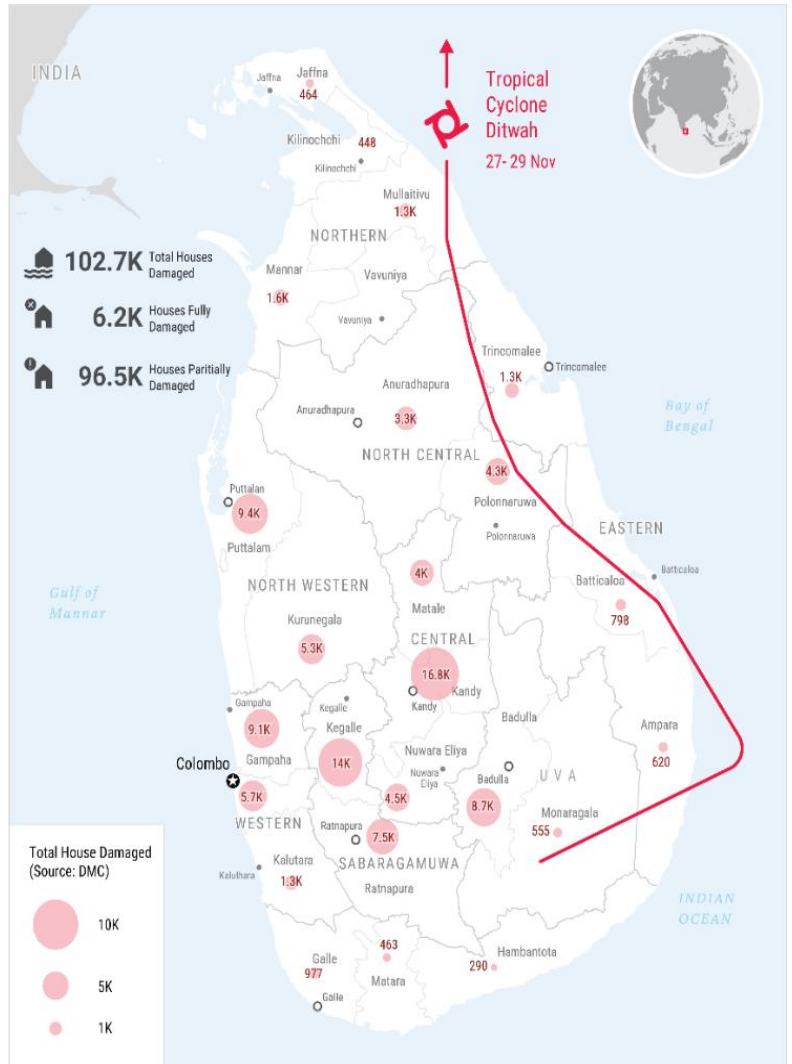 INDIA
Jaffna
Jaffna
464
Tropical
Cyclone
Ditwah
27- 29 Nov
Kilinochchi
448
Kilinochchi
Mullaitivu
1.3K
NORTHERN
102.7K Total Houses
Damaged
Mannar
1.6K
Vavuniya
Vavuniya
6.2K Houses Fully
Damaged
96.5K Houses Paritially
Damaged
Trincomalee
Trincomalee
1.3K
Anuradhapura
Anuradhapura
3.3K
Bay of
Bengal
NORTH CENTRAL
4.3K
Puttalan
9.4K
Puttalam
Polonnaruwa
Polonnaruwa
EASTERN
Batticaloa
Batticaloa
798
4K
Matale
NORTH WESTERN
Gulf of
Mannar
Kurunegala
5.3K
CENTRAL
16.8K
Kandy
Kandy
Gampaha
9.1K
Gampaha
Kegalle
Kegalle
14K
Badulla
Ampara
620
Nuwara Eliya
Nuwara
Eliya
4.5K
Badulla
8.7K
UVA
Monaragala
555
Colombo
5.7K
WESTERN
Ratnapura
7.5K
SABARAGAMUWA
Ratnapura
Kalutara
Kaluthara
1.3K
INDIAN
OCEAN
463
Matara
Hambantota
290
Galle
977
Galle
Total House Damaged
(Source: DMC)
10K
5K
1K